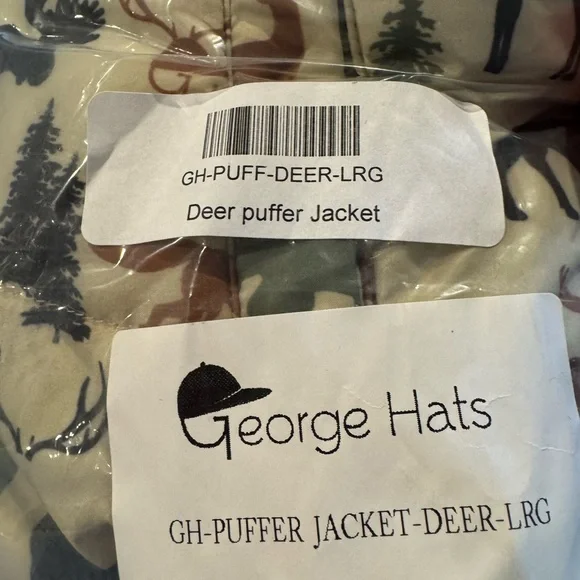 GH-PUFF-DEER-LRG
Deer puffer Jacket
George Hats
GH-PUFFER JACKET-DEER-LRG